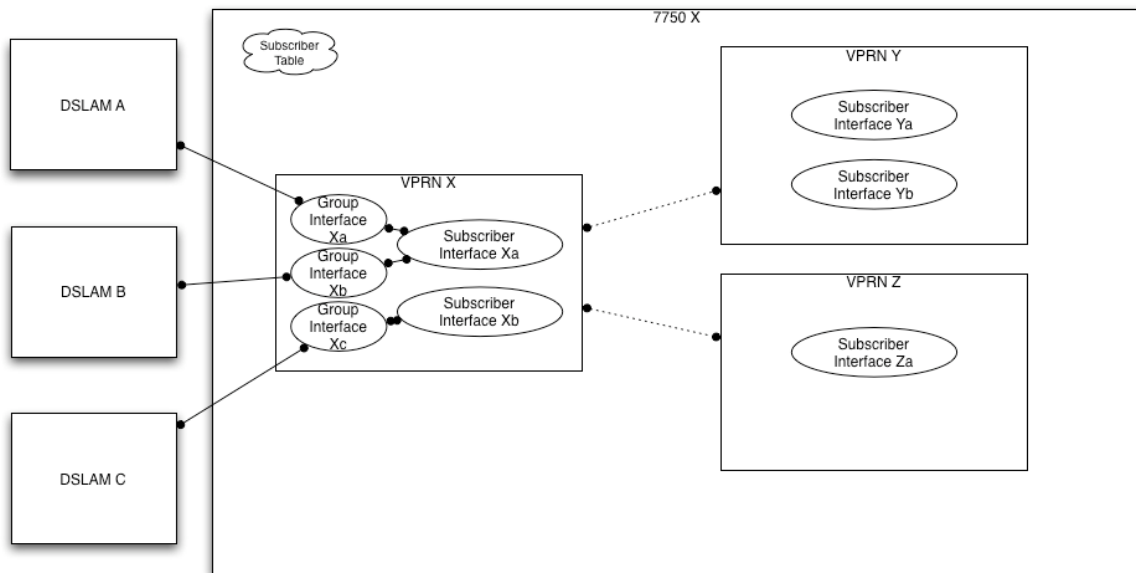 7750 X
Subscriber
Table
DSLAM A
DSLAM B
DSLAM C
VPRN X
Group
Interface
Xa
Group
Interface
Xb
Group
Interface
Xc
Subscriber
Interface Xa
Subscriber
Interface Xb
VPRN Y
Subscriber
Interface Ya
Subscriber
Interface Yb
VPRN Z
Subscriber
Interface Za